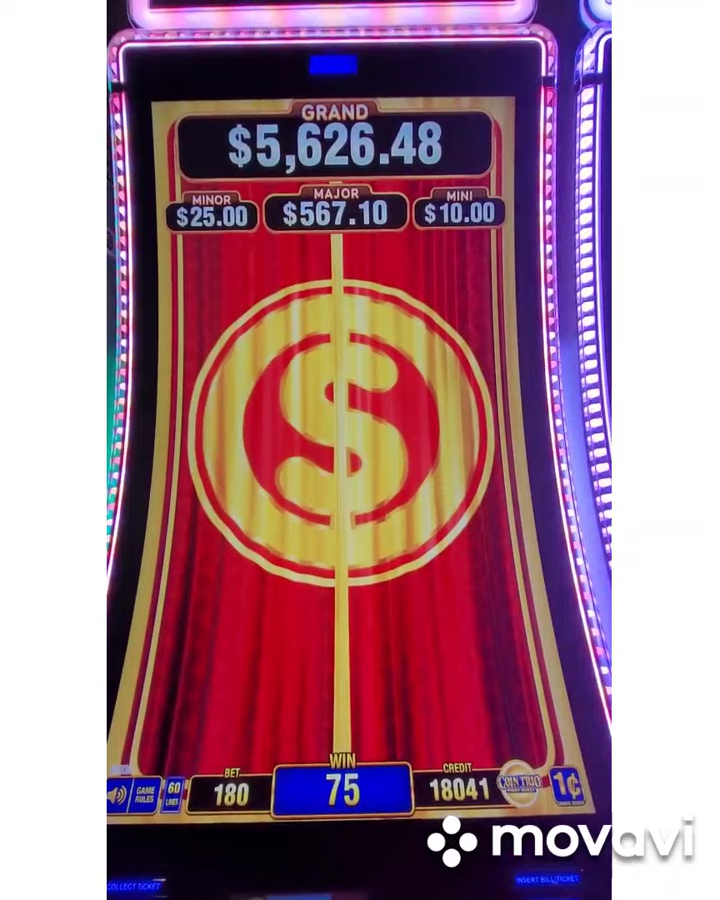 GRAND
$5,626.48
MINOR
$25.00
MAJOR
$567.10
MINI
$10.00
BET
180
WIN
75
CREDIT
18041
GAME
RULES
60
LINES
COIN TRIO
1¢
COLLECT TICKET
INSERT BILL/TICKET
movavi